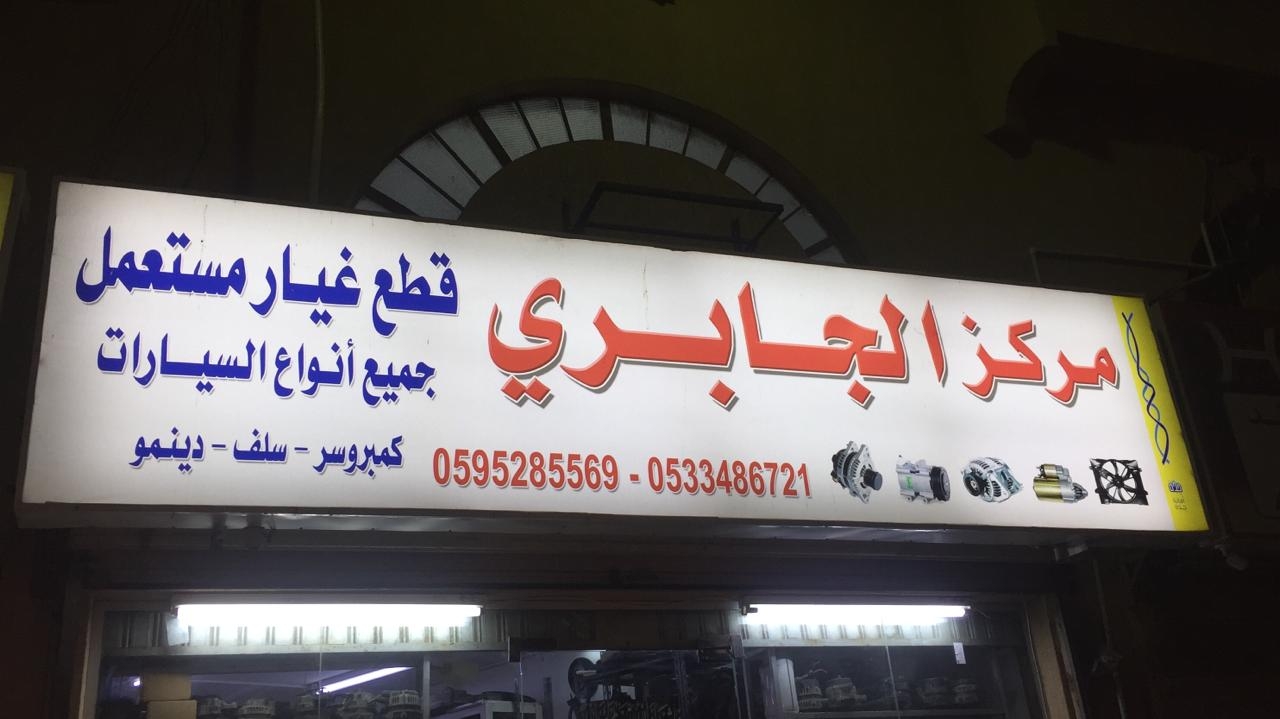 مركز الجابري
قطع غيار مستعمل
جميع أنواع السيارات
كمبروسر - سلف - دينمو
0595285569 - 0533486721